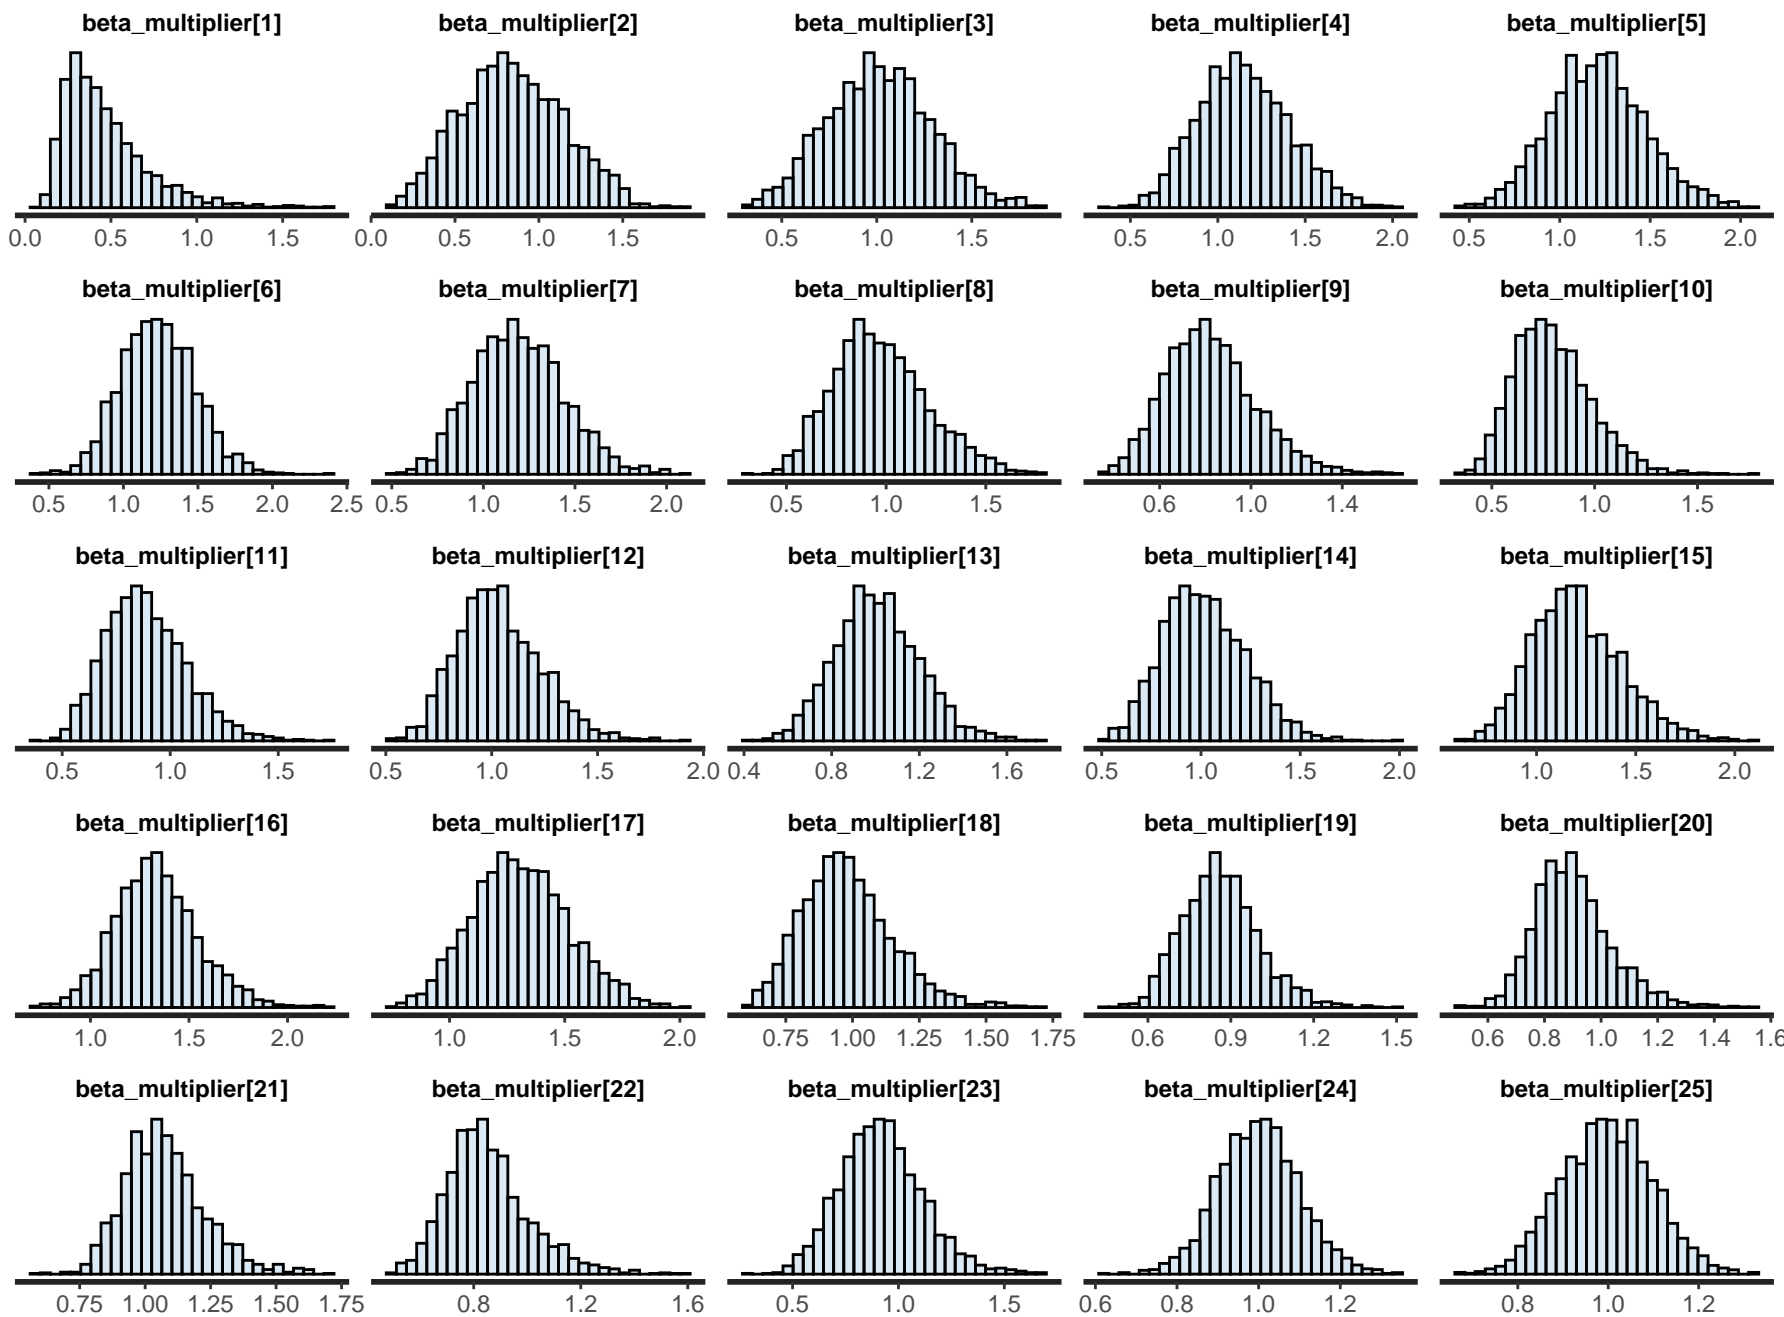 beta_multiplier[1] beta_multiplier[2] beta_multiplier[3] beta_multiplier[4] beta_multiplier[5]
0.0 0.5 1.0 1.5 0.0 0.5 1.0 1.5 0.5 1.0 1.5 0.5 1.0 1.5 2.0 0.5 1.0 1.5 2.0
beta_multiplier[6] beta_multiplier[7] beta_multiplier[8] beta_multiplier[9] beta_multiplier[10]
0.5 1.0 1.5 2.0 2.5 0.5 1.0 1.5 2.0 0.5 1.0 1.5 0.6 1.0 1.4 0.5 1.0 1.5
beta_multiplier[11] beta_multiplier[12] beta_multiplier[13] beta_multiplier[14] beta_multiplier[15]
0.5 1.0 1.5 0.5 1.0 1.5 2.0 0.4 0.8 1.2 1.6 0.5 1.0 1.5 2.0 1.0 1.5 2.0
beta_multiplier[16] beta_multiplier[17] beta_multiplier[18] beta_multiplier[19] beta_multiplier[20]
1.0 1.5 2.0 1.0 1.5 2.0 0.75 1.00 1.25 1.50 1.75 0.6 0.9 1.2 1.5 0.6 0.8 1.0 1.2 1.4 1.6
beta_multiplier[21] beta_multiplier[22] beta_multiplier[23] beta_multiplier[24] beta_multiplier[25]
0.75 1.00 1.25 1.50 1.75 0.8 1.2 1.6 0.5 1.0 1.5 0.6 0.8 1.0 1.2 0.8 1.0 1.2